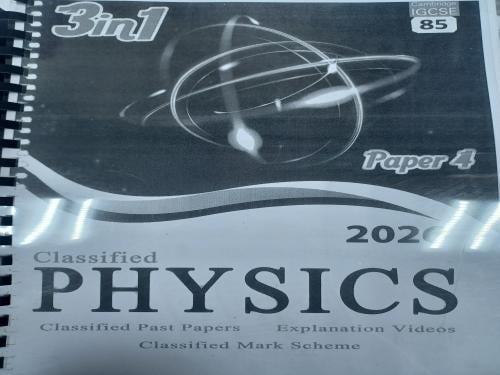 3in1
Cambridge
IGCSE
85
Paper 4
Classified
PHYSICS
Classified Past Papers Explanation Videos
Classified Mark Scheme